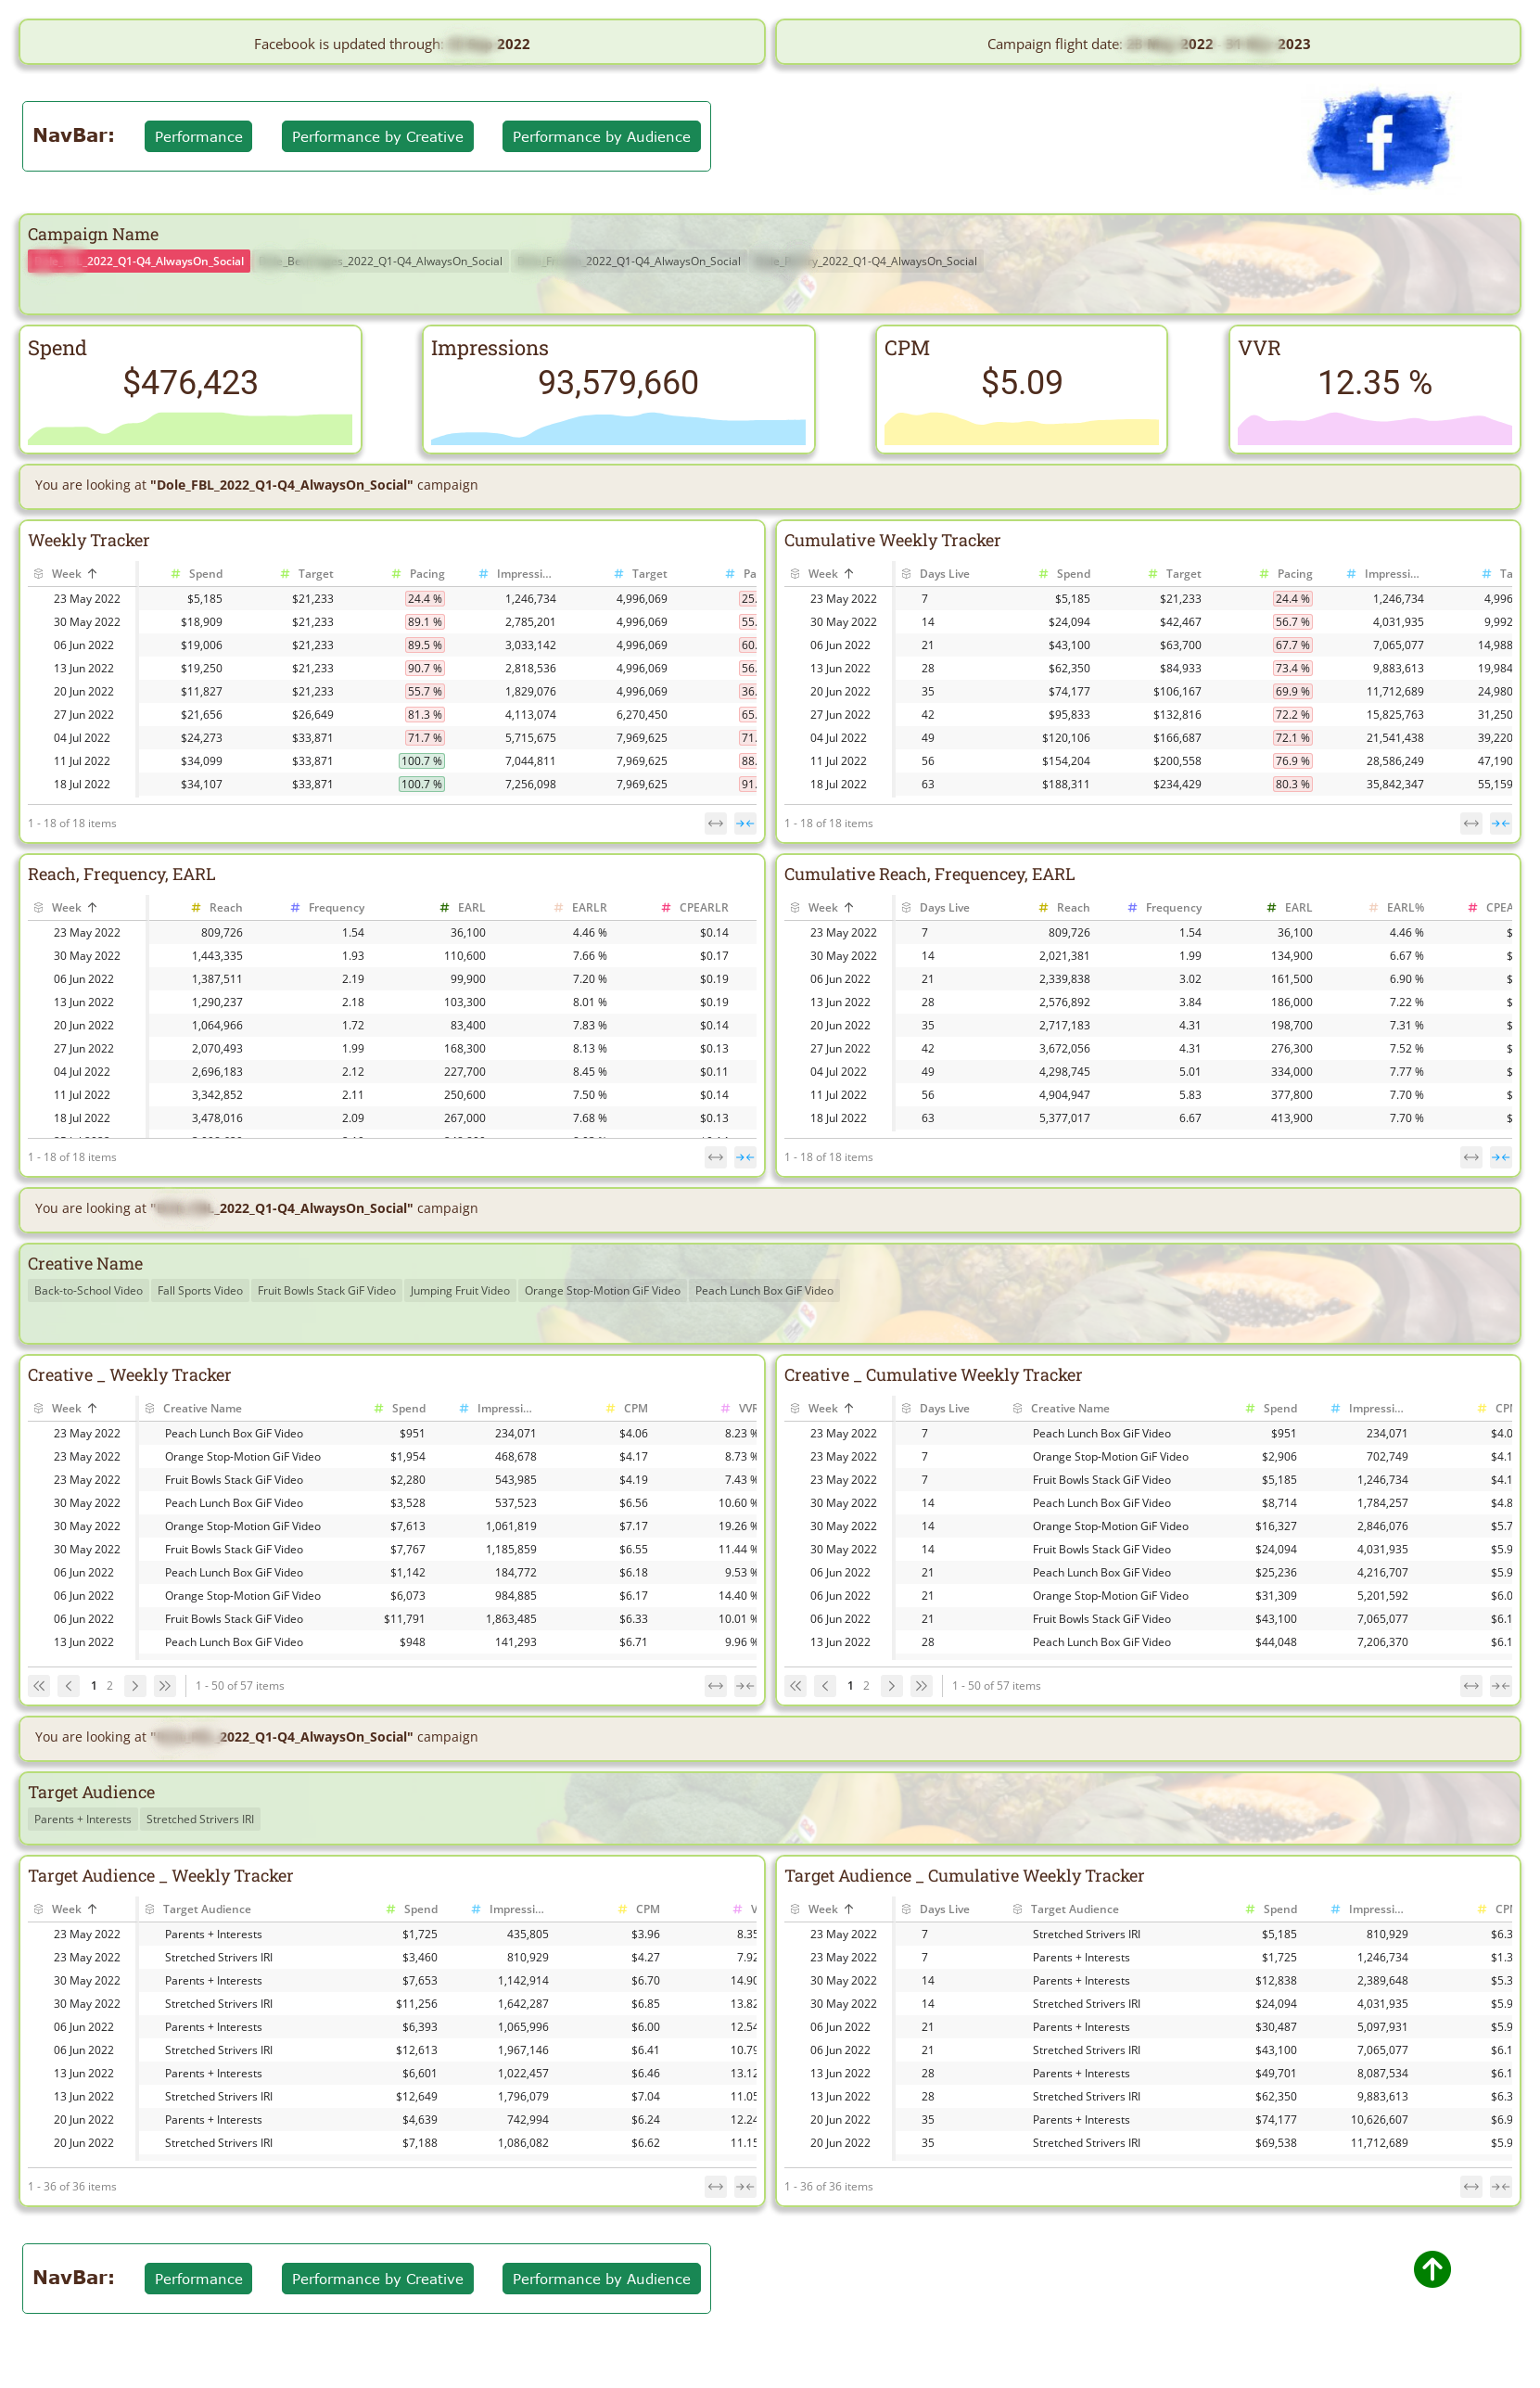 Facebook is updated through: 2022
Campaign flight date: 2022 - 2023
NavBar: Performance Performance by Creative Performance by Audience
f
Campaign Name
_2022_Q1-Q4_AlwaysOn_Social _2022_Q1-Q4_AlwaysOn_Social _2022_Q1-Q4_AlwaysOn_Social _2022_Q1-Q4_AlwaysOn_Social
Spend
$476,423
Impressions
93,579,660
CPM
$5.09
VVR
12.35 %
You are looking at "Dole_FBL_2022_Q1-Q4_AlwaysOn_Social" campaign
Weekly Tracker
Week Spend Target Pacing Impressi... Target Pa
23 May 2022 $5,185 $21,233 24.4 % 1,246,734 4,996,069 25.
30 May 2022 $18,909 $21,233 89.1 % 2,785,201 4,996,069 55.
06 Jun 2022 $19,006 $21,233 89.5 % 3,033,142 4,996,069 60.
13 Jun 2022 $19,250 $21,233 90.7 % 2,818,536 4,996,069 56.
20 Jun 2022 $11,827 $21,233 55.7 % 1,829,076 4,996,069 36.
27 Jun 2022 $21,656 $26,649 81.3 % 4,113,074 6,270,450 65.
04 Jul 2022 $24,273 $33,871 71.7 % 5,715,675 7,969,625 71.
11 Jul 2022 $34,099 $33,871 100.7 % 7,044,811 7,969,625 88.
18 Jul 2022 $34,107 $33,871 100.7 % 7,256,098 7,969,625 91.
1 - 18 of 18 items
Cumulative Weekly Tracker
Week Days Live Spend Target Pacing Impressi... Ta
23 May 2022 7 $5,185 $21,233 24.4 % 1,246,734 4,996
30 May 2022 14 $24,094 $42,467 56.7 % 4,031,935 9,992
06 Jun 2022 21 $43,100 $63,700 67.7 % 7,065,077 14,988
13 Jun 2022 28 $62,350 $84,933 73.4 % 9,883,613 19,984
20 Jun 2022 35 $74,177 $106,167 69.9 % 11,712,689 24,980
27 Jun 2022 42 $95,833 $132,816 72.2 % 15,825,763 31,250
04 Jul 2022 49 $120,106 $166,687 72.1 % 21,541,438 39,220
11 Jul 2022 56 $154,204 $200,558 76.9 % 28,586,249 47,190
18 Jul 2022 63 $188,311 $234,429 80.3 % 35,842,347 55,159
1 - 18 of 18 items
Reach, Frequency, EARL
Week Reach Frequency EARL EARLR CPEARLR
23 May 2022 809,726 1.54 36,100 4.46 % $0.14
30 May 2022 1,443,335 1.93 110,600 7.66 % $0.17
06 Jun 2022 1,387,511 2.19 99,900 7.20 % $0.19
13 Jun 2022 1,290,237 2.18 103,300 8.01 % $0.19
20 Jun 2022 1,064,966 1.72 83,400 7.83 % $0.14
27 Jun 2022 2,070,493 1.99 168,300 8.13 % $0.13
04 Jul 2022 2,696,183 2.12 227,700 8.45 % $0.11
11 Jul 2022 3,342,852 2.11 250,600 7.50 % $0.14
18 Jul 2022 3,478,016 2.09 267,000 7.68 % $0.13
1 - 18 of 18 items
Cumulative Reach, Frequencey, EARL
Week Days Live Reach Frequency EARL EARL% CPEA
23 May 2022 7 809,726 1.54 36,100 4.46 % $
30 May 2022 14 2,021,381 1.99 134,900 6.67 % $
06 Jun 2022 21 2,339,838 3.02 161,500 6.90 % $
13 Jun 2022 28 2,576,892 3.84 186,000 7.22 % $
20 Jun 2022 35 2,717,183 4.31 198,700 7.31 % $
27 Jun 2022 42 3,672,056 4.31 276,300 7.52 % $
04 Jul 2022 49 4,298,745 5.01 334,000 7.77 % $
11 Jul 2022 56 4,904,947 5.83 377,800 7.70 % $
18 Jul 2022 63 5,377,017 6.67 413,900 7.70 % $
1 - 18 of 18 items
You are looking at " _2022_Q1-Q4_AlwaysOn_Social" campaign
Creative Name
Back-to-School Video Fall Sports Video Fruit Bowls Stack GiF Video Jumping Fruit Video Orange Stop-Motion GiF Video Peach Lunch Box GiF Video
Creative _ Weekly Tracker
Week Creative Name Spend Impressi... CPM VVR
23 May 2022 Peach Lunch Box GiF Video $951 234,071 $4.06 8.23 %
23 May 2022 Orange Stop-Motion GiF Video $1,954 468,678 $4.17 8.73 %
23 May 2022 Fruit Bowls Stack GiF Video $2,280 543,985 $4.19 7.43 %
30 May 2022 Peach Lunch Box GiF Video $3,528 537,523 $6.56 10.60 %
30 May 2022 Orange Stop-Motion GiF Video $7,613 1,061,819 $7.17 19.26 %
30 May 2022 Fruit Bowls Stack GiF Video $7,767 1,185,859 $6.55 11.44 %
06 Jun 2022 Peach Lunch Box GiF Video $1,142 184,772 $6.18 9.53 %
06 Jun 2022 Orange Stop-Motion GiF Video $6,073 984,885 $6.17 14.40 %
06 Jun 2022 Fruit Bowls Stack GiF Video $11,791 1,863,485 $6.33 10.01 %
13 Jun 2022 Peach Lunch Box GiF Video $948 141,293 $6.71 9.96 %
1 2 1 - 50 of 57 items
Creative _ Cumulative Weekly Tracker
Week Days Live Creative Name Spend Impressi... CPM
23 May 2022 7 Peach Lunch Box GiF Video $951 234,071 $4.0
23 May 2022 7 Orange Stop-Motion GiF Video $2,906 702,749 $4.1
23 May 2022 7 Fruit Bowls Stack GiF Video $5,185 1,246,734 $4.1
30 May 2022 14 Peach Lunch Box GiF Video $8,714 1,784,257 $4.8
30 May 2022 14 Orange Stop-Motion GiF Video $16,327 2,846,076 $5.7
30 May 2022 14 Fruit Bowls Stack GiF Video $24,094 4,031,935 $5.9
06 Jun 2022 21 Peach Lunch Box GiF Video $25,236 4,216,707 $5.9
06 Jun 2022 21 Orange Stop-Motion GiF Video $31,309 5,201,592 $6.0
06 Jun 2022 21 Fruit Bowls Stack GiF Video $43,100 7,065,077 $6.1
13 Jun 2022 28 Peach Lunch Box GiF Video $44,048 7,206,370 $6.1
1 2 1 - 50 of 57 items
You are looking at " _2022_Q1-Q4_AlwaysOn_Social" campaign
Target Audience
Parents + Interests Stretched Strivers IRI
Target Audience _ Weekly Tracker
Week Target Audience Spend Impressi... CPM V
23 May 2022 Parents + Interests $1,725 435,805 $3.96 8.35
23 May 2022 Stretched Strivers IRI $3,460 810,929 $4.27 7.92
30 May 2022 Parents + Interests $7,653 1,142,914 $6.70 14.90
30 May 2022 Stretched Strivers IRI $11,256 1,642,287 $6.85 13.82
06 Jun 2022 Parents + Interests $6,393 1,065,996 $6.00 12.54
06 Jun 2022 Stretched Strivers IRI $12,613 1,967,146 $6.41 10.79
13 Jun 2022 Parents + Interests $6,601 1,022,457 $6.46 13.12
13 Jun 2022 Stretched Strivers IRI $12,649 1,796,079 $7.04 11.05
20 Jun 2022 Parents + Interests $4,639 742,994 $6.24 12.24
20 Jun 2022 Stretched Strivers IRI $7,188 1,086,082 $6.62 11.15
1 - 36 of 36 items
Target Audience _ Cumulative Weekly Tracker
Week Days Live Target Audience Spend Impressi... CPM
23 May 2022 7 Stretched Strivers IRI $5,185 810,929 $6.3
23 May 2022 7 Parents + Interests $1,725 1,246,734 $1.3
30 May 2022 14 Parents + Interests $12,838 2,389,648 $5.3
30 May 2022 14 Stretched Strivers IRI $24,094 4,031,935 $5.9
06 Jun 2022 21 Parents + Interests $30,487 5,097,931 $5.9
06 Jun 2022 21 Stretched Strivers IRI $43,100 7,065,077 $6.1
13 Jun 2022 28 Parents + Interests $49,701 8,087,534 $6.1
13 Jun 2022 28 Stretched Strivers IRI $62,350 9,883,613 $6.3
20 Jun 2022 35 Parents + Interests $74,177 10,626,607 $6.9
20 Jun 2022 35 Stretched Strivers IRI $69,538 11,712,689 $5.9
1 - 36 of 36 items
NavBar: Performance Performance by Creative Performance by Audience